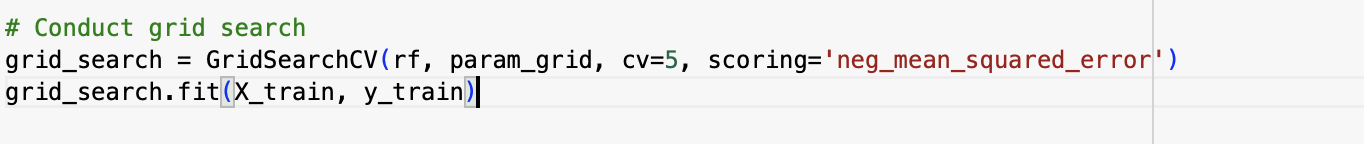 # Conduct grid search
grid_search = GridSearchCV(rf, param_grid, cv=5, scoring='neg_mean_squared_error')
grid_search.fit(X_train, y_train)